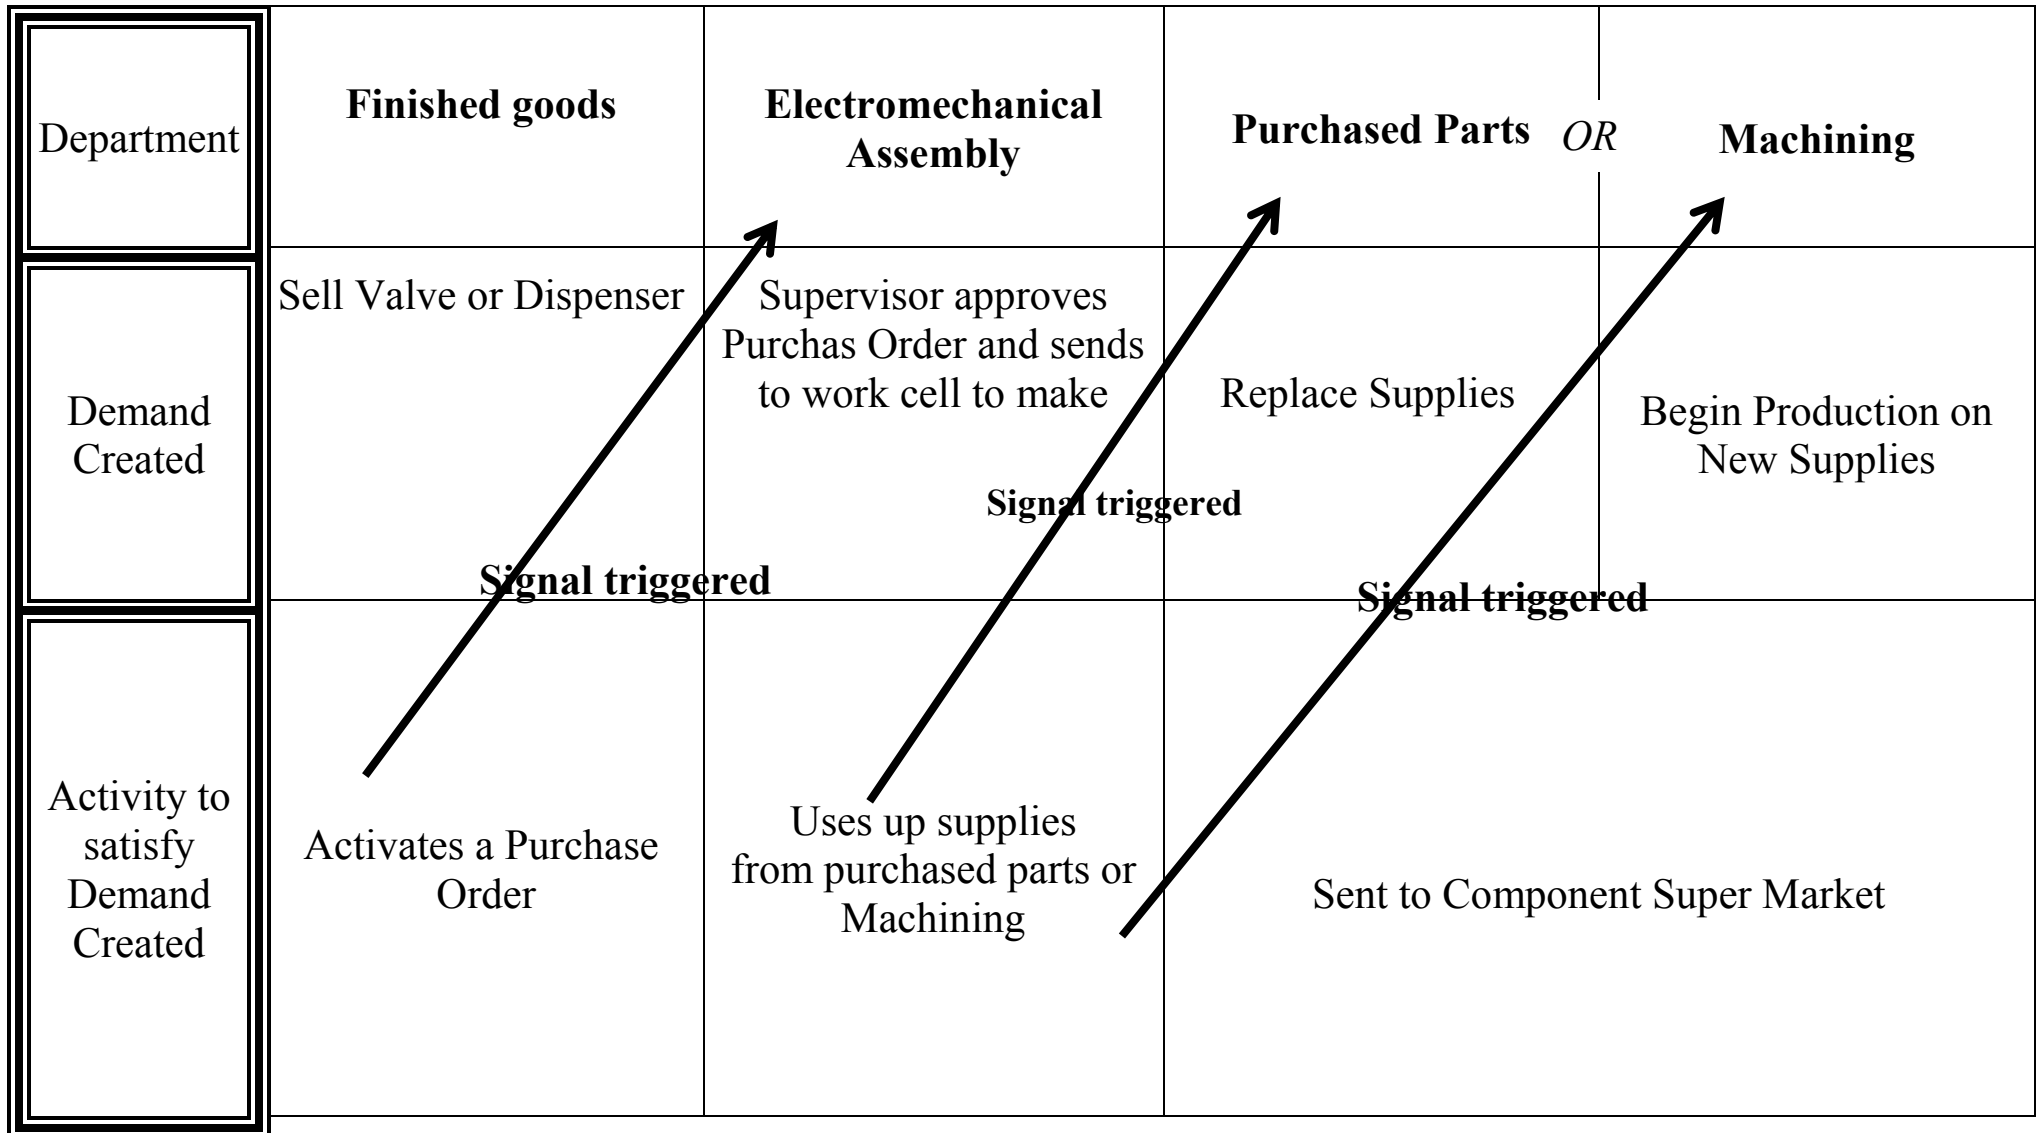 Department
Finished goods
Electromechanical
Assembly
Purchased Parts OR Machining
Demand
Created
Sell Valve or Dispenser
Supervisor approves
Purchas Order and sends
to work cell to make
Replace Supplies
Begin Production on
New Supplies
Signal triggered
Signal triggered
Signal triggered
Activity to
satisfy
Demand
Created
Activates a Purchase
Order
Uses up supplies
from purchased parts or
Machining
Sent to Component Super Market